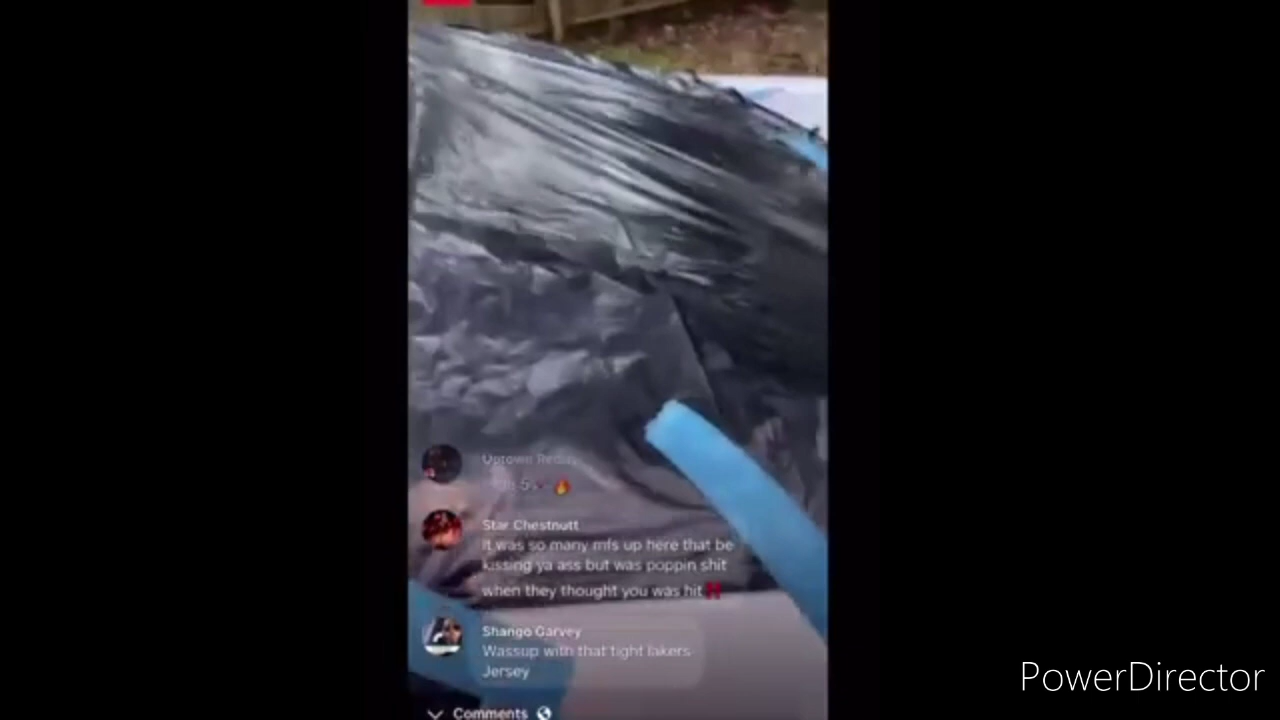 Uptown
Star Chestnutt
It was so many mfs up here that be
kissing ya ass but was poppin shit
when they thought you was hit‼️
Shango Garvey
Wassup with that tight lakers
Jersey
Comments
PowerDirector